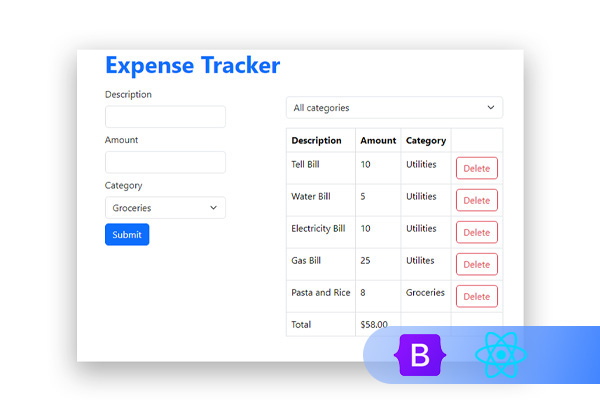 Expense Tracker
Description
Amount
Category
Groceries
Submit
All categories
Description Amount Category
Tell Bill 10 Utilities Delete
Water Bill 5 Utilities Delete
Electricity Bill 10 Utilities Delete
Gas Bill 25 Utilites Delete
Pasta and Rice 8 Groceries Delete
Total $58.00
B